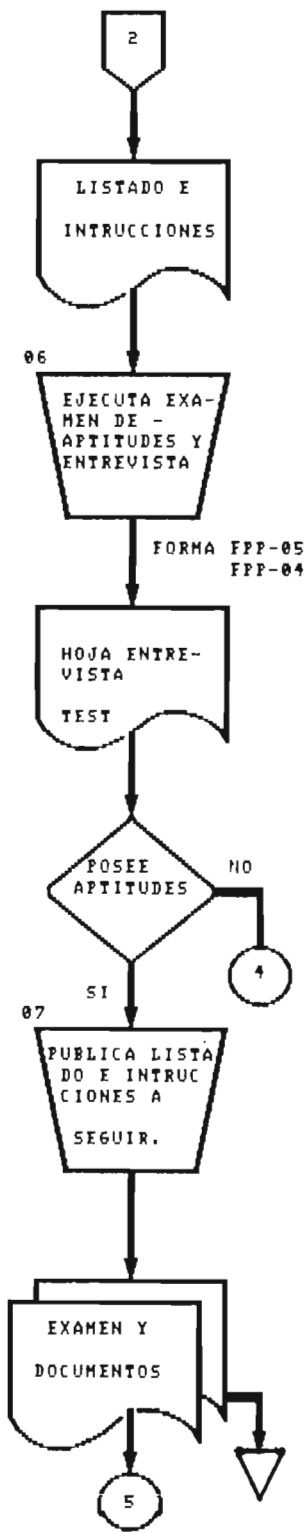 2
LISTADO E
INTRUCCIONES
06
EJECUTA EXA-
MEN DE -
APTITUDES Y
ENTREVISTA
FORMA FPP-05
FPP-04
HOJA ENTRE-
VISTA
TEST
POSEE
APTITUDES
NO
4
SI
07
PUBLICA LISTA
DO E INTRUC
CIONES A
SEGUIR.
EXAMEN Y
DOCUMENTOS
5